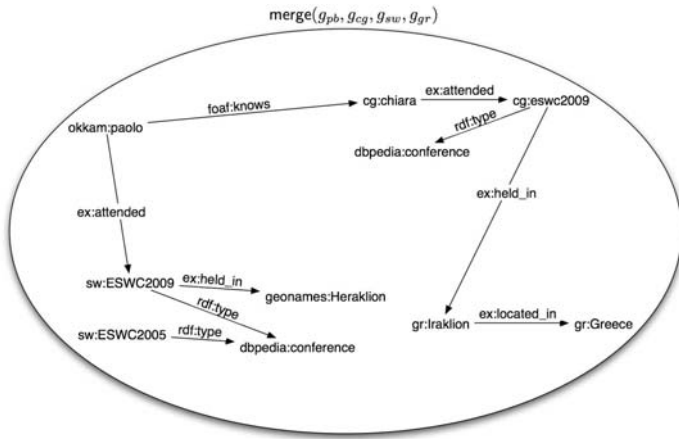 merge(g_pb, g_cg, g_sw, g_gr)
cg:chiara ex:attended cg:eswc2009
foaf:knows
okkam:paolo
rdf:type
dbpedia:conference
ex:held_in
ex:attended
sw:ESWC2009 ex:held_in
geonames:Heraklion
rdf:type
gr:Iraklion ex:located_in gr:Greece
sw:ESWC2005 rdf:type
dbpedia:conference